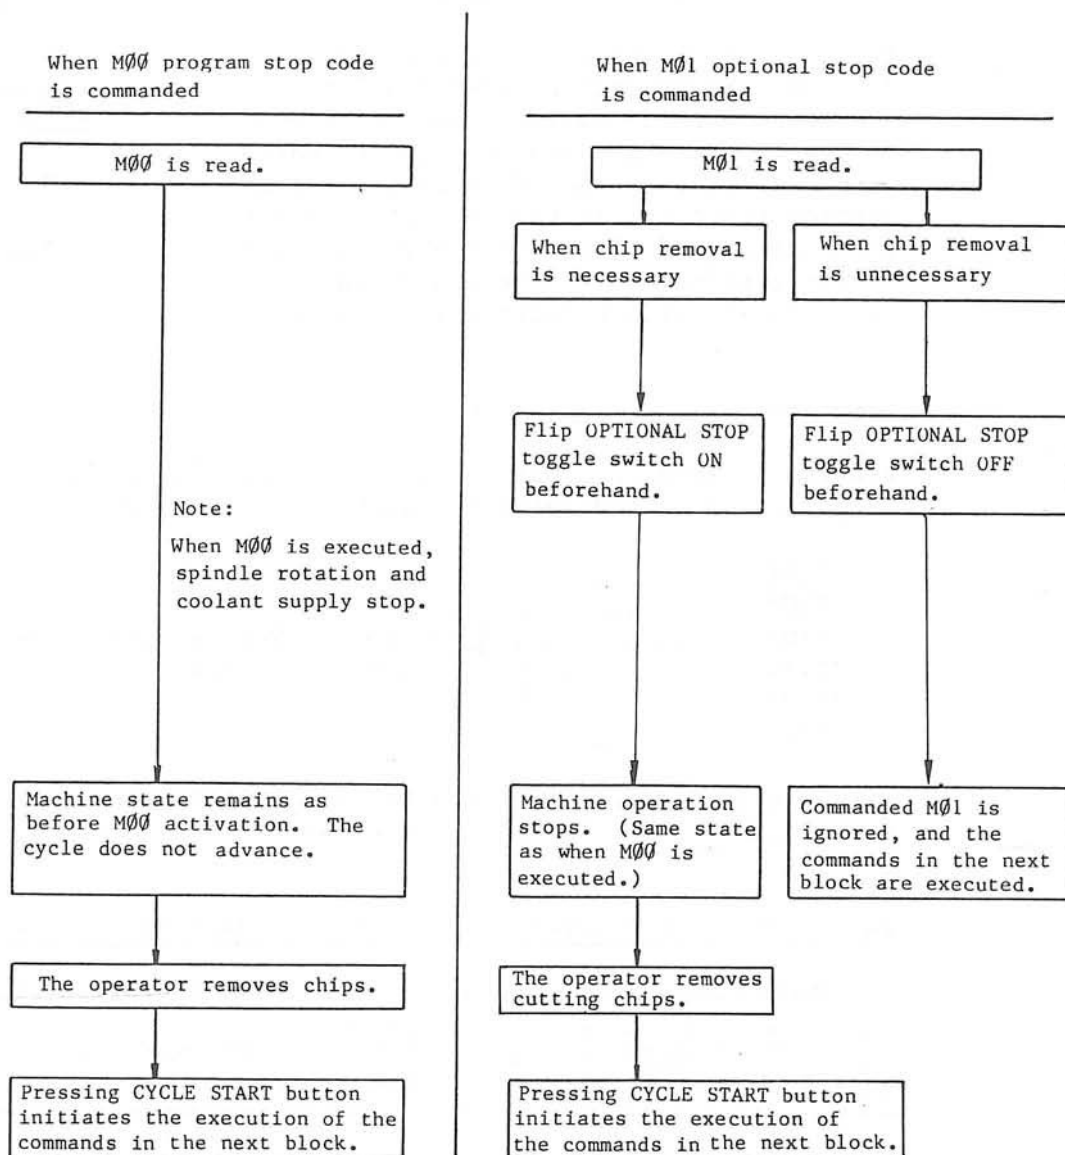 When MØØ program stop code
is commanded
MØØ is read.
Note:
When MØØ is executed,
spindle rotation and
coolant supply stop.
Machine state remains as
before MØØ activation. The
cycle does not advance.
The operator removes chips.
Pressing CYCLE START button
initiates the execution of the
commands in the next block.
When MØ1 optional stop code
is commanded
MØ1 is read.
When chip removal
is necessary
Flip OPTIONAL STOP
toggle switch ON
beforehand.
Machine operation
stops. (Same state
as when MØØ is
executed.)
The operator removes
cutting chips.
Pressing CYCLE START button
initiates the execution of
the commands in the next block.
When chip removal
is unnecessary
Flip OPTIONAL STOP
toggle switch OFF
beforehand.
Commanded MØ1 is
ignored, and the
commands in the next
block are executed.